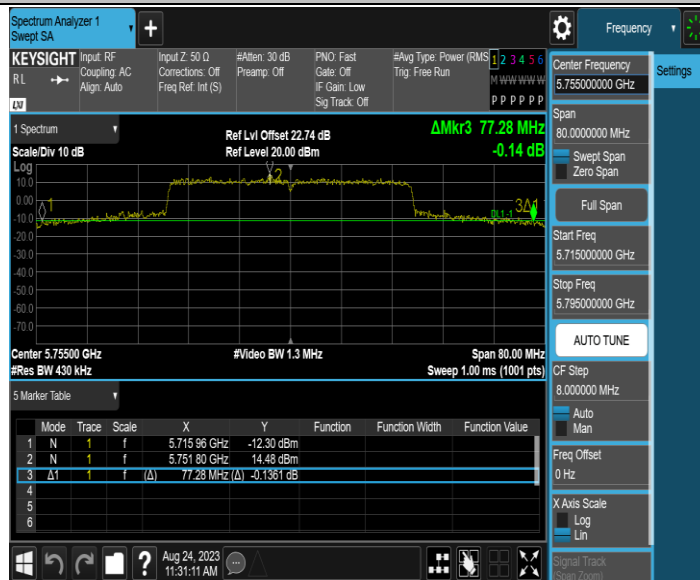 Spectrum Analyzer 1
Swept SA
Frequency
Settings
KEYSIGHT
RL
LXI
Input: RF
Coupling: AC
Align: Auto
Input Z: 50 Ω
Corrections: Off
Freq Ref: Int (S)
#Atten: 30 dB
Preamp: Off
PNO: Fast
Gate: Off
IF Gain: Low
Sig Track: Off
#Avg Type: Power (RMS
Trig: Free Run
1 2 3 4 5 6
M W W W W W
P P P P P P
1 Spectrum
Scale/Div 10 dB
Ref Lvl Offset 22.74 dB
Ref Level 20.00 dBm
ΔMkr3 77.28 MHz
-0.14 dB
Log
10.0
0.00
-10.0
-20.0
-30.0
-40.0
-50.0
-60.0
-70.0
1
2
3Δ1
Center 5.75500 GHz
#Video BW 1.3 MHz
Span 80.00 MHz
#Res BW 430 kHz
Sweep 1.00 ms (1001 pts)
5 Marker Table
Mode Trace Scale X Y Function Function Width Function Value
1 N 1 f 5.715 96 GHz -12.30 dBm
2 N 1 f 5.751 80 GHz 14.48 dBm
3 Δ1 1 f (Δ) 77.28 MHz (Δ) -0.1361 dB
4
5
6
Aug 24, 2023
11:31:11 AM
Center Frequency
5.755000000 GHz
Span
80.0000000 MHz
Swept Span
Zero Span
Full Span
Start Freq
5.715000000 GHz
Stop Freq
5.795000000 GHz
AUTO TUNE
CF Step
8.000000 MHz
Auto
Man
Freq Offset
0 Hz
X Axis Scale
Log
Lin
Signal Track
(Span Zoom)